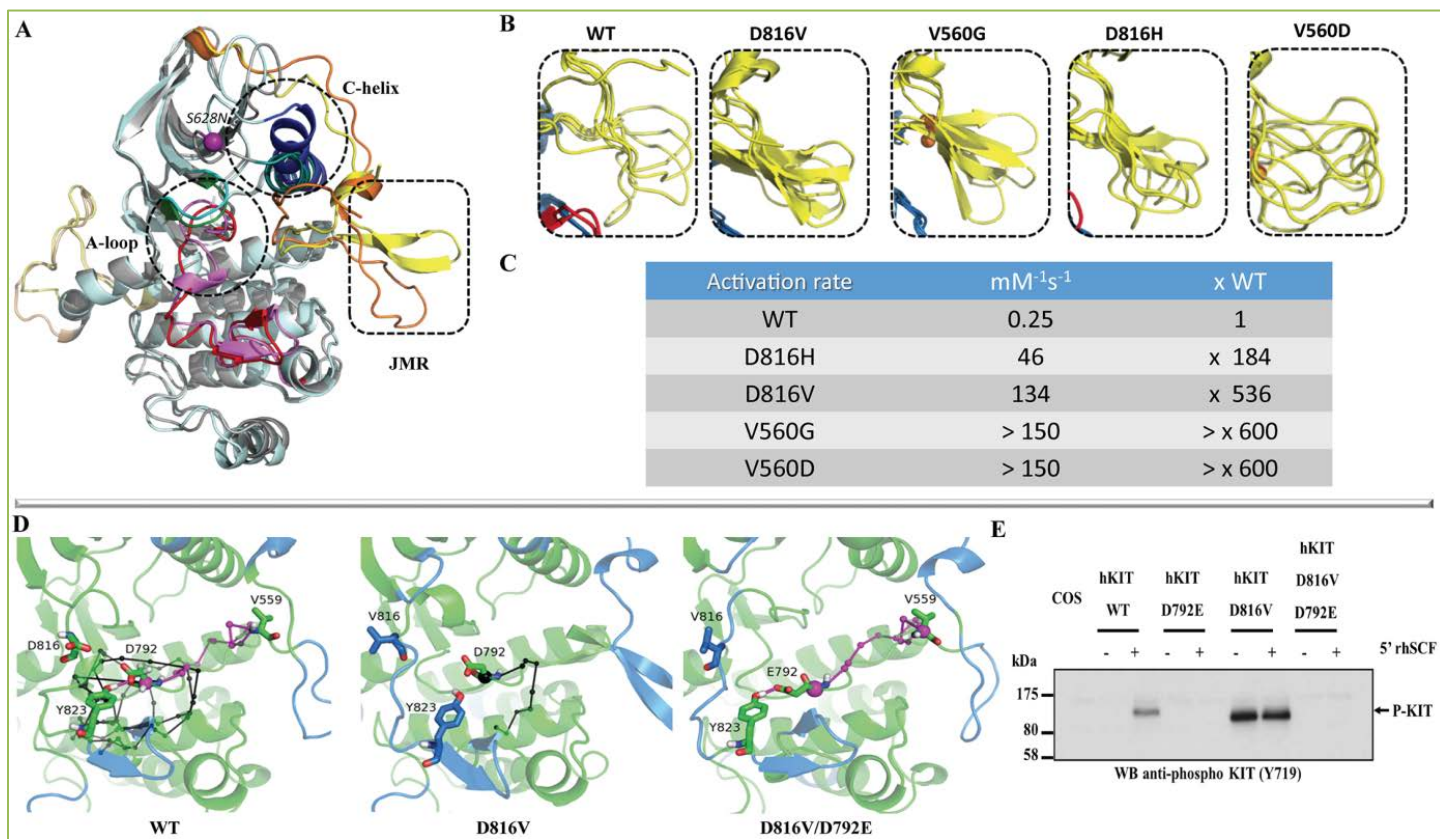 A
C-helix
S628N
A-loop
JMR
B
WT
D816V
V560G
D816H
V560D
C
Activation rate mM⁻¹s⁻¹ x WT
WT 0.25 1
D816H 46 x 184
D816V 134 x 536
V560G > 150 > x 600
V560D > 150 > x 600
D
V559
D816
D792
Y823
WT
V816
D792
Y823
D816V
V559
V816
E792
Y823
D816V/D792E
E
COS
hKIT
WT
hKIT
D792E
hKIT
D816V
hKIT
D816V
D792E
- + - + - + - + 5' rhSCF
kDa
175
80
58
P-KIT
WB anti-phospho KIT (Y719)